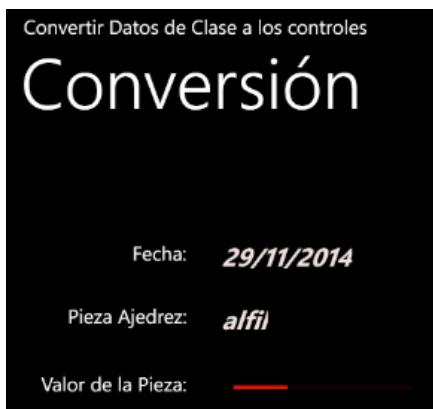 Convertir Datos de Clase a los controles
Conversión
Fecha: 29/11/2014
Pieza Ajedrez: alfil
Valor de la Pieza: